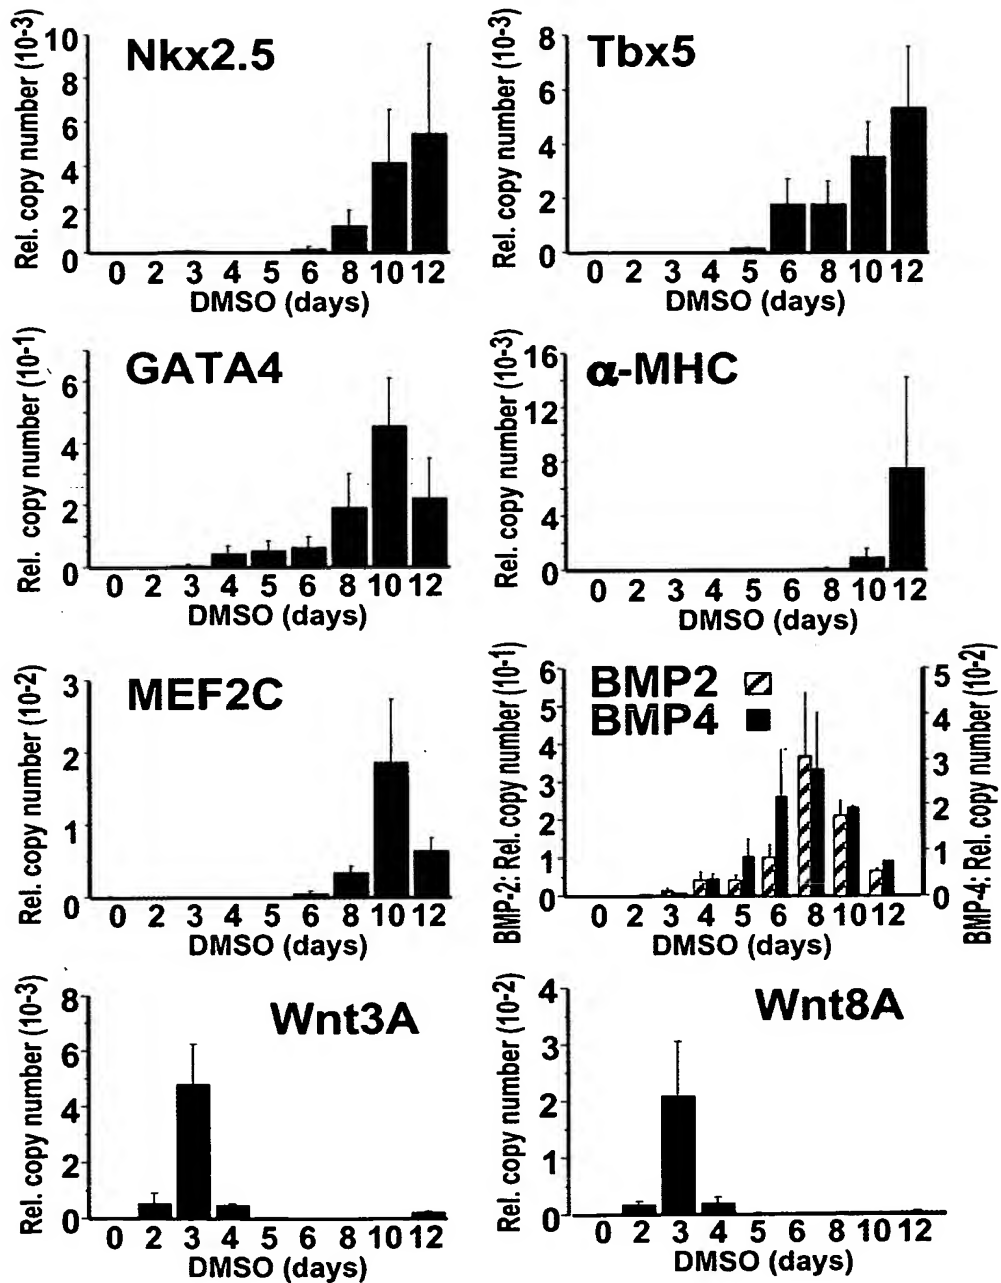 Nkx2.5
Rel. copy number (10-3)
10
8
6
4
2
0
0 2 3 4 5 6 8 10 12
DMSO (days)
Tbx5
Rel. copy number (10-3)
8
6
4
2
0
0 2 3 4 5 6 8 10 12
DMSO (days)
GATA4
Rel. copy number (10-1)
6
4
2
0
0 2 3 4 5 6 8 10 12
DMSO (days)
α-MHC
Rel. copy number (10-3)
16
12
8
4
0
0 2 3 4 5 6 8 10 12
DMSO (days)
MEF2C
Rel. copy number (10-2)
3
2
1
0
0 2 3 4 5 6 8 10 12
DMSO (days)
BMP2
BMP4
BMP-2: Rel. copy number (10-1)
6
5
4
3
2
1
0
0 2 3 4 5 6 8 10 12
DMSO (days)
5
4
3
2
1
0
BMP-4: Rel. copy number (10-2)
Wnt3A
Rel. copy number (10-3)
8
6
4
2
0
0 2 3 4 5 6 8 10 12
DMSO (days)
Wnt8A
Rel. copy number (10-2)
4
3
2
1
0
0 2 3 4 5 6 8 10 12
DMSO (days)